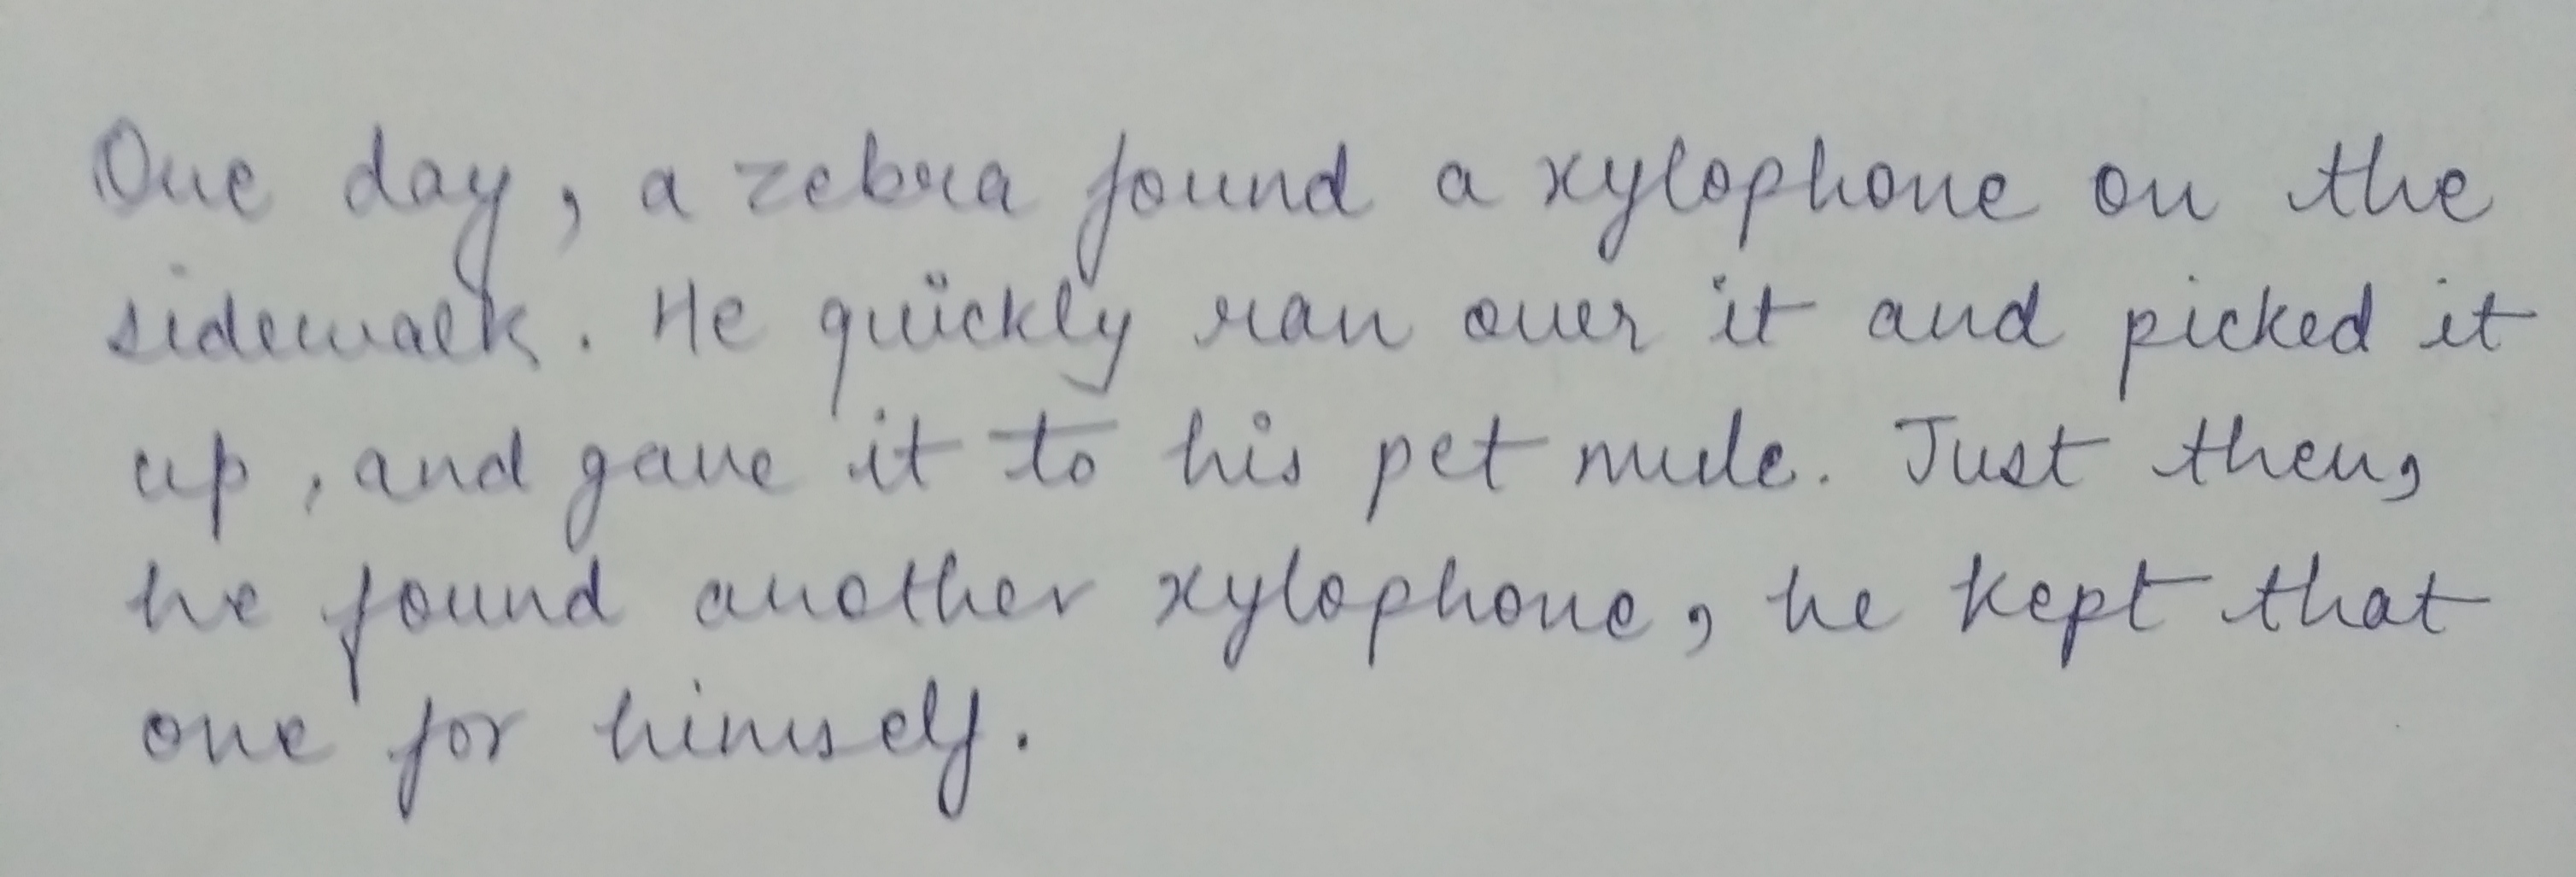 One day, a zebra found a xylophone on the
sidewalk. He quickly ran over it and picked it
up, and gave it to his pet mule. Just then,
he found another xylophone, he kept that
one for himself.